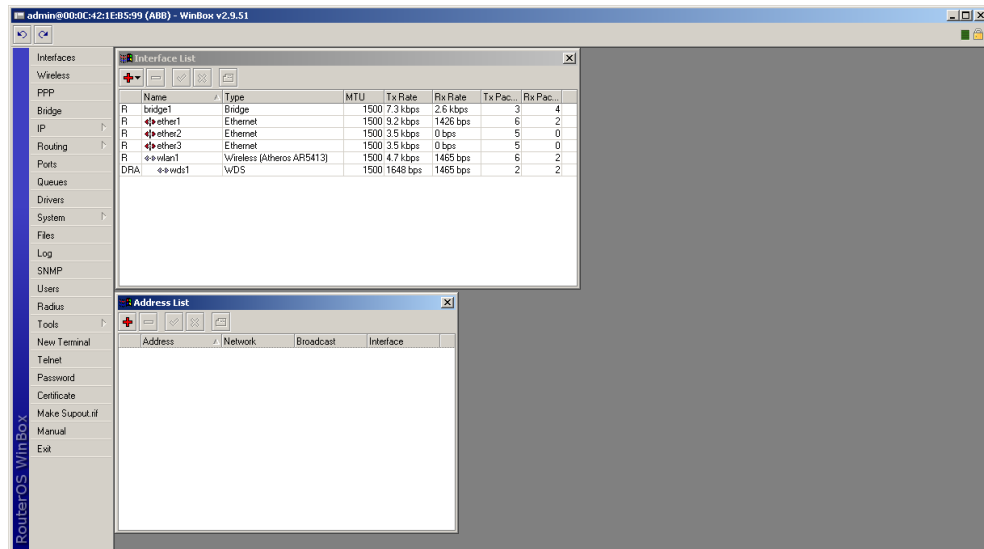 admin@00:0C:42:1E:B5:99 (ABB) - WinBox v2.9.51
Interfaces
Wireless
PPP
Bridge
IP
Routing
Ports
Queues
Drivers
System
Files
Log
SNMP
Users
Radius
Tools
New Terminal
Telnet
Password
Certificate
Make Supout.rif
Manual
Exit
RouterOS WinBox
Interface List
Name Type MTU Tx Rate Rx Rate Tx Pac... Rx Pac...
R bridge1 Bridge 1500 7.3 kbps 2.6 kbps 3 4
R ether1 Ethernet 1500 9.2 kbps 1426 bps 6 2
R ether2 Ethernet 1500 3.5 kbps 0 bps 5 0
R ether3 Ethernet 1500 3.5 kbps 0 bps 5 0
R wlan1 Wireless (Atheros AR5413) 1500 4.7 kbps 1465 bps 6 2
DRA wds1 WDS 1500 1648 bps 1465 bps 2 2
Address List
Address Network Broadcast Interface